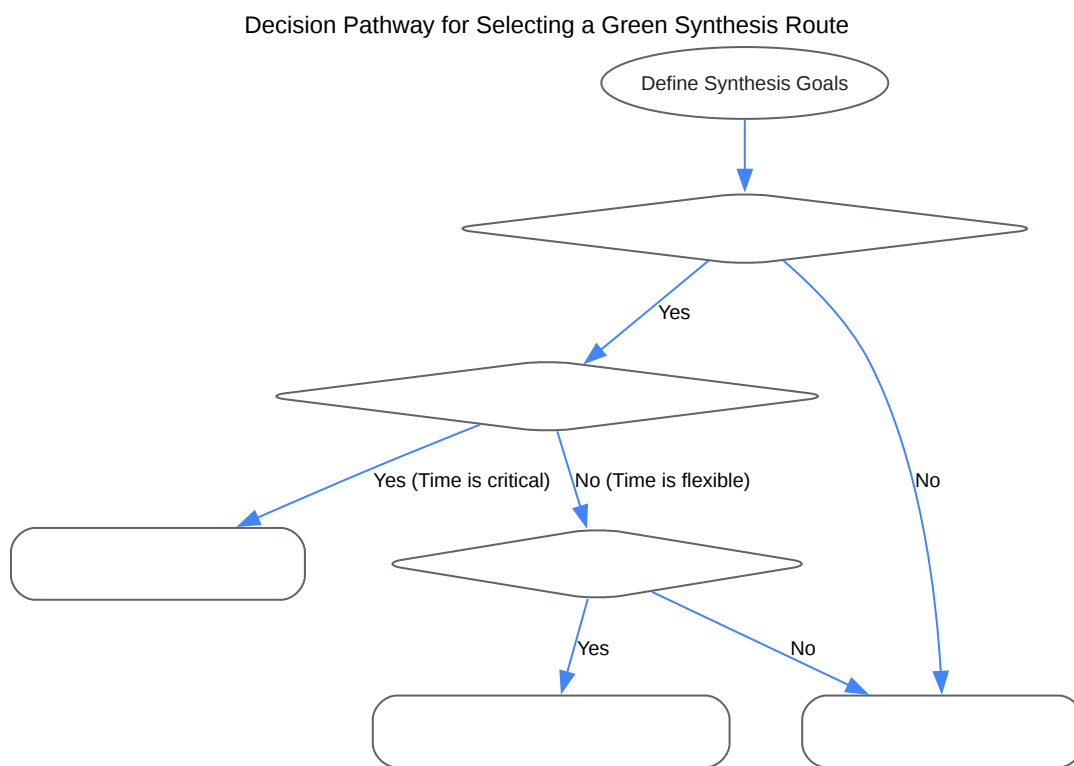 Decision Pathway for Selecting a Green Synthesis Route
Define Synthesis Goals
Yes
Yes (Time is critical)
No (Time is flexible)
No
Yes
No